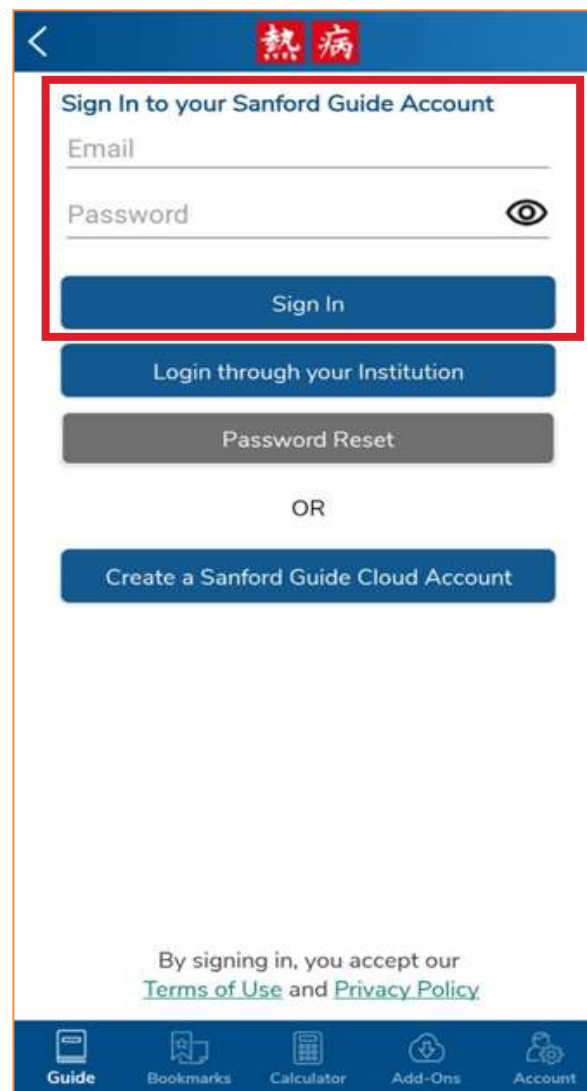 熱病
Sign In to your Sanford Guide Account
Email
Password
Sign In
Login through your Institution
Password Reset
OR
Create a Sanford Guide Cloud Account
By signing in, you accept our
Terms of Use and Privacy Policy
Guide Bookmarks Calculator Add-Ons Account